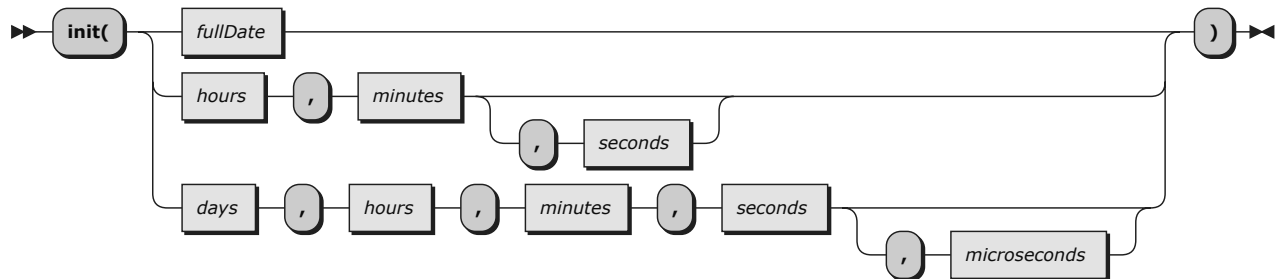 init( fullDate )
hours , minutes
, seconds
days , hours , minutes , seconds
, microseconds